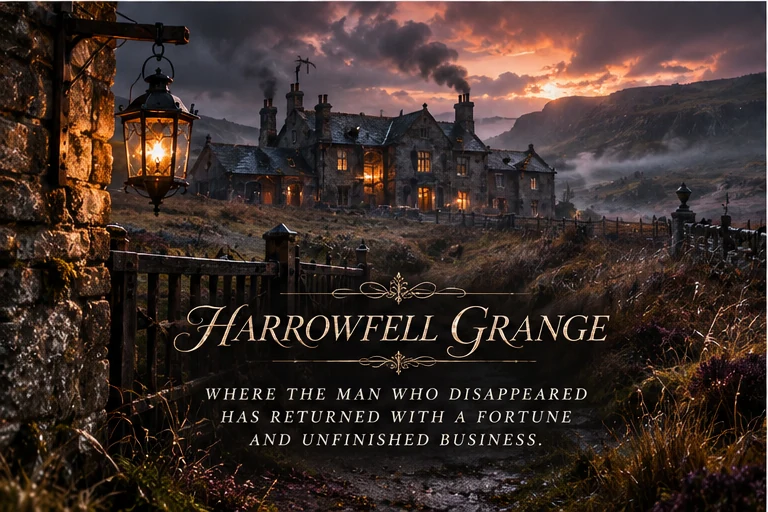 Harrowfell Grange
WHERE THE MAN WHO DISAPPEARED
HAS RETURNED WITH A FORTUNE
AND UNFINISHED BUSINESS.